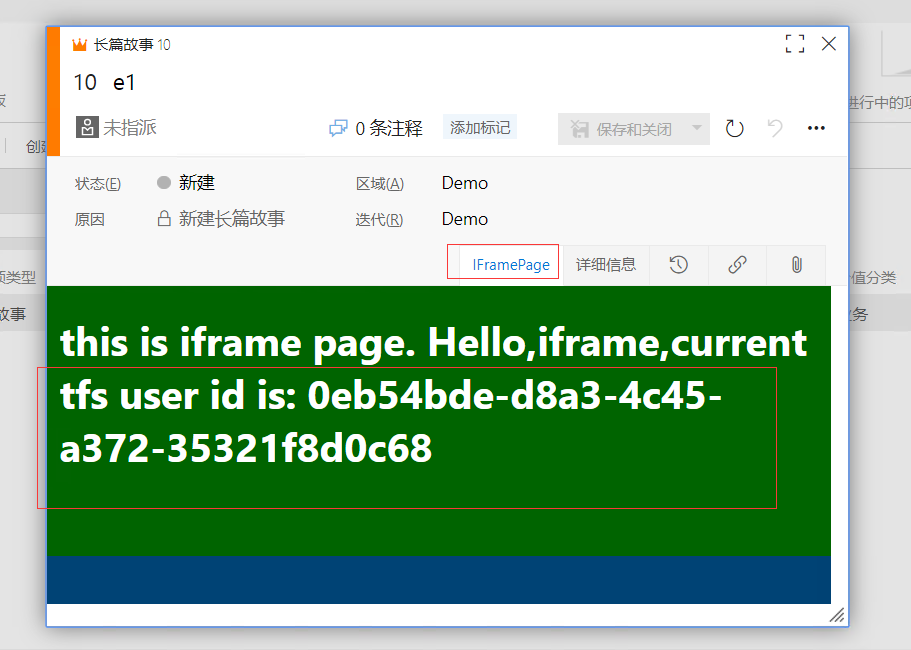 长篇故事 10
10 e1
未指派
0 条注释
添加标记
保存和关闭
进行中的项
创建
状态(E)
新建
区域(A)
Demo
原因
新建长篇故事
迭代(R)
Demo
IFramePage
详细信息
项类型
值分类
故事
业务
this is iframe page. Hello,iframe,current
tfs user id is: 0eb54bde-d8a3-4c45-
a372-35321f8d0c68